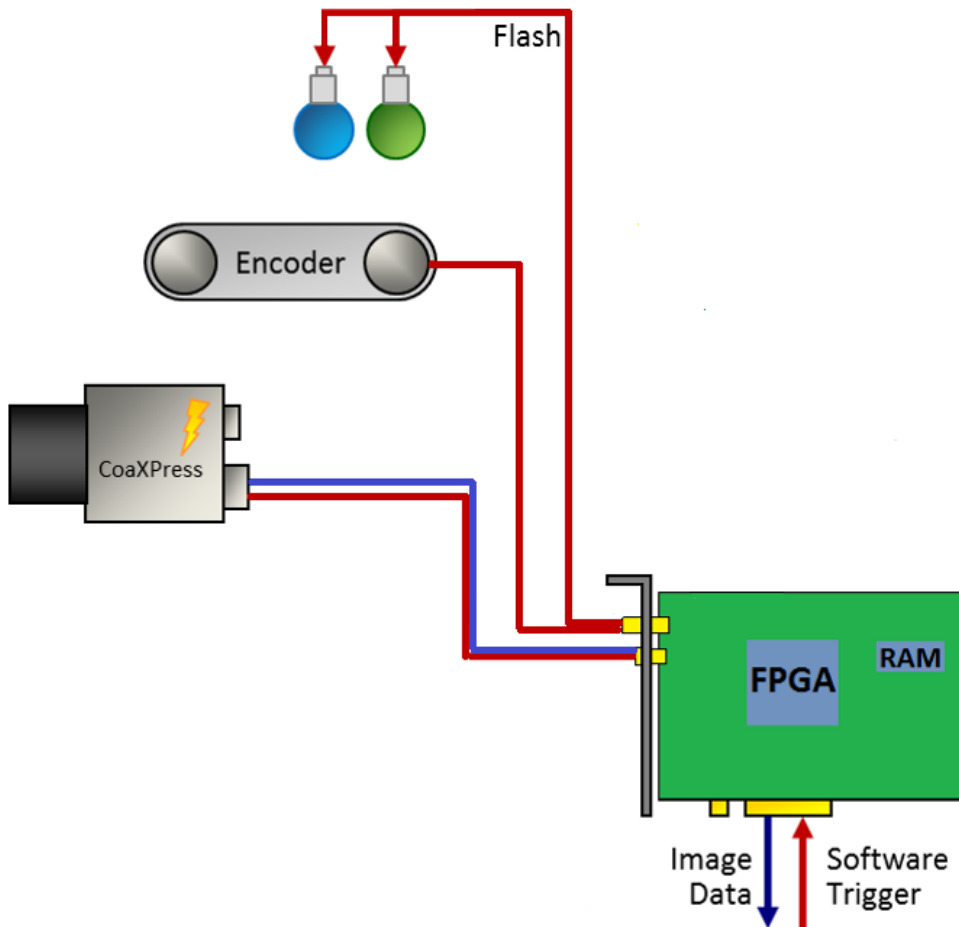 Flash
Encoder
CoaXPress
FPGA
RAM
Image
Data
Software
Trigger